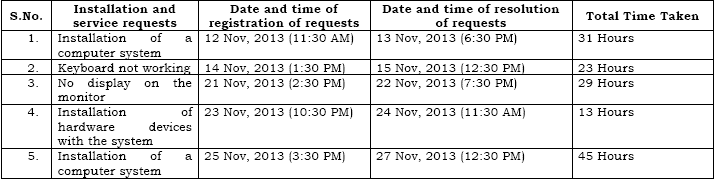 S.No. Installation and service requests Date and time of registration of requests Date and time of resolution of requests Total Time Taken
1. Installation of a computer system 12 Nov, 2013 (11:30 AM) 13 Nov, 2013 (6:30 PM) 31 Hours
2. Keyboard not working 14 Nov, 2013 (1:30 PM) 15 Nov, 2013 (12:30 PM) 23 Hours
3. No display on the monitor 21 Nov, 2013 (2:30 PM) 22 Nov, 2013 (7:30 PM) 29 Hours
4. Installation of hardware devices with the system 23 Nov, 2013 (10:30 PM) 24 Nov, 2013 (11:30 AM) 13 Hours
5. Installation of a computer system 25 Nov, 2013 (3:30 PM) 27 Nov, 2013 (12:30 PM) 45 Hours